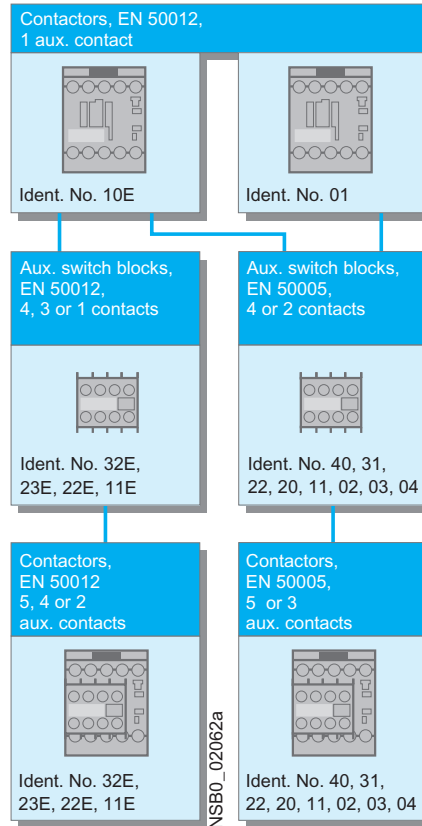 Contactors, EN 50012,
1 aux. contact
Ident. No. 10E
Ident. No. 01
Aux. switch blocks,
EN 50012,
4, 3 or 1 contacts
Aux. switch blocks,
EN 50005,
4 or 2 contacts
Ident. No. 32E,
23E, 22E, 11E
Ident. No. 40, 31,
22, 20, 11, 02, 03, 04
Contactors,
EN 50012
5, 4 or 2
aux. contacts
Contactors,
EN 50005,
5 or 3
aux. contacts
Ident. No. 32E,
23E, 22E, 11E
Ident. No. 40, 31,
22, 20, 11, 02, 03, 04
NSB0_02062a